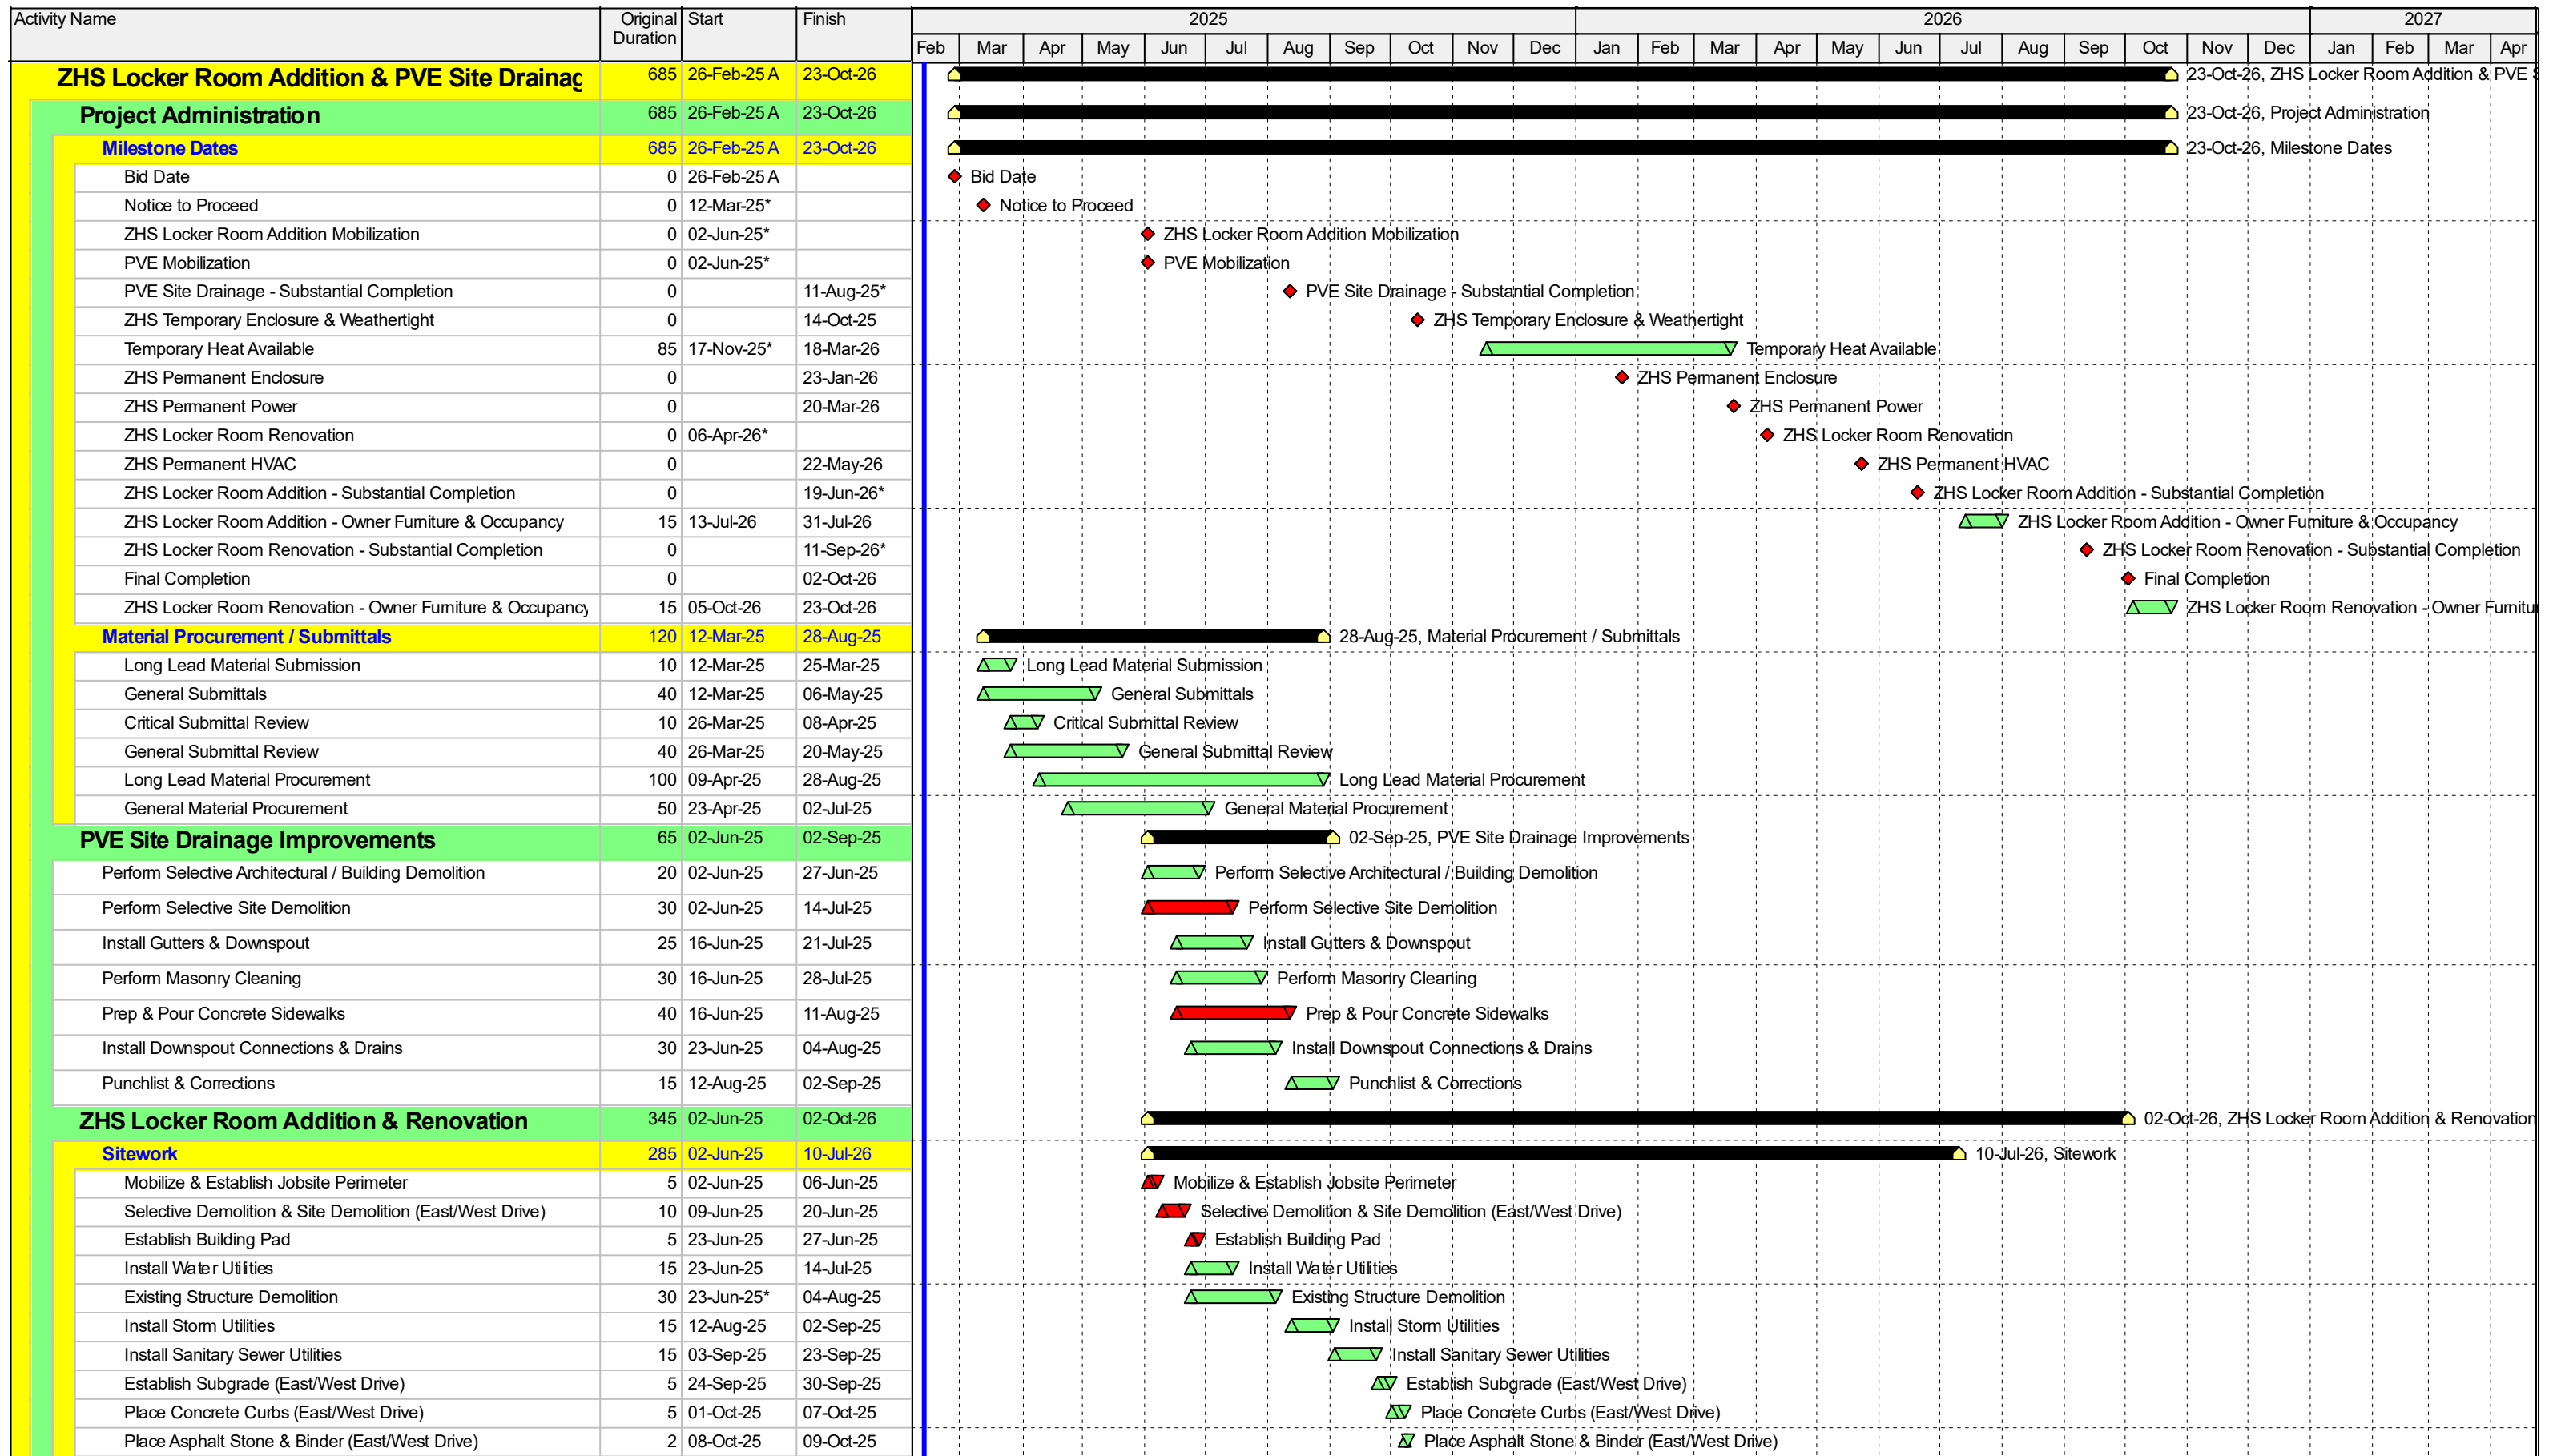 Activity Name Original Duration Start Finish 2025 2026 2027
Feb Mar Apr May Jun Jul Aug Sep Oct Nov Dec Jan Feb Mar Apr May Jun Jul Aug Sep Oct Nov Dec Jan Feb Mar Apr
ZHS Locker Room Addition & PVE Site Drainag 685 26-Feb-25 A 23-Oct-26 23-Oct-26, ZHS Locker Room Addition & PVE S
Project Administration 685 26-Feb-25 A 23-Oct-26 23-Oct-26, Project Administration
Milestone Dates 685 26-Feb-25 A 23-Oct-26 23-Oct-26, Milestone Dates
Bid Date 0 26-Feb-25 A Bid Date
Notice to Proceed 0 12-Mar-25* Notice to Proceed
ZHS Locker Room Addition Mobilization 0 02-Jun-25* ZHS Locker Room Addition Mobilization
PVE Mobilization 0 02-Jun-25* PVE Mobilization
PVE Site Drainage - Substantial Completion 0 11-Aug-25* PVE Site Drainage - Substantial Completion
ZHS Temporary Enclosure & Weathertight 0 14-Oct-25 ZHS Temporary Enclosure & Weathertight
Temporary Heat Available 85 17-Nov-25* 18-Mar-26 Temporary Heat Available
ZHS Permanent Enclosure 0 23-Jan-26 ZHS Permanent Enclosure
ZHS Permanent Power 0 20-Mar-26 ZHS Permanent Power
ZHS Locker Room Renovation 0 06-Apr-26* ZHS Locker Room Renovation
ZHS Permanent HVAC 0 22-May-26 ZHS Permanent HVAC
ZHS Locker Room Addition - Substantial Completion 0 19-Jun-26* ZHS Locker Room Addition - Substantial Completion
ZHS Locker Room Addition - Owner Furniture & Occupancy 15 13-Jul-26 31-Jul-26 ZHS Locker Room Addition - Owner Furniture & Occupancy
ZHS Locker Room Renovation - Substantial Completion 0 11-Sep-26* ZHS Locker Room Renovation - Substantial Completion
Final Completion 0 02-Oct-26 Final Completion
ZHS Locker Room Renovation - Owner Furniture & Occupancy 15 05-Oct-26 23-Oct-26 ZHS Locker Room Renovation - Owner Furnitur
Material Procurement / Submittals 120 12-Mar-25 28-Aug-25 28-Aug-25, Material Procurement / Submittals
Long Lead Material Submission 10 12-Mar-25 25-Mar-25 Long Lead Material Submission
General Submittals 40 12-Mar-25 06-May-25 General Submittals
Critical Submittal Review 10 26-Mar-25 08-Apr-25 Critical Submittal Review
General Submittal Review 40 26-Mar-25 20-May-25 General Submittal Review
Long Lead Material Procurement 100 09-Apr-25 28-Aug-25 Long Lead Material Procurement
General Material Procurement 50 23-Apr-25 02-Jul-25 General Material Procurement
PVE Site Drainage Improvements 65 02-Jun-25 02-Sep-25 02-Sep-25, PVE Site Drainage Improvements
Perform Selective Architectural / Building Demolition 20 02-Jun-25 27-Jun-25 Perform Selective Architectural / Building Demolition
Perform Selective Site Demolition 30 02-Jun-25 14-Jul-25 Perform Selective Site Demolition
Install Gutters & Downspout 25 16-Jun-25 21-Jul-25 Install Gutters & Downspout
Perform Masonry Cleaning 30 16-Jun-25 28-Jul-25 Perform Masonry Cleaning
Prep & Pour Concrete Sidewalks 40 16-Jun-25 11-Aug-25 Prep & Pour Concrete Sidewalks
Install Downspout Connections & Drains 30 23-Jun-25 04-Aug-25 Install Downspout Connections & Drains
Punchlist & Corrections 15 12-Aug-25 02-Sep-25 Punchlist & Corrections
ZHS Locker Room Addition & Renovation 345 02-Jun-25 02-Oct-26 02-Oct-26, ZHS Locker Room Addition & Renovation
Sitework 285 02-Jun-25 10-Jul-26 10-Jul-26, Sitework
Mobilize & Establish Jobsite Perimeter 5 02-Jun-25 06-Jun-25 Mobilize & Establish Jobsite Perimeter
Selective Demolition & Site Demolition (East/West Drive) 10 09-Jun-25 20-Jun-25 Selective Demolition & Site Demolition (East/West Drive)
Establish Building Pad 5 23-Jun-25 27-Jun-25 Establish Building Pad
Install Water Utilities 15 23-Jun-25 14-Jul-25 Install Water Utilities
Existing Structure Demolition 30 23-Jun-25* 04-Aug-25 Existing Structure Demolition
Install Storm Utilities 15 12-Aug-25 02-Sep-25 Install Storm Utilities
Install Sanitary Sewer Utilities 15 03-Sep-25 23-Sep-25 Install Sanitary Sewer Utilities
Establish Subgrade (East/West Drive) 5 24-Sep-25 30-Sep-25 Establish Subgrade (East/West Drive)
Place Concrete Curbs (East/West Drive) 5 01-Oct-25 07-Oct-25 Place Concrete Curbs (East/West Drive)
Place Asphalt Stone & Binder (East/West Drive) 2 08-Oct-25 09-Oct-25 Place Asphalt Stone & Binder (East/West Drive)